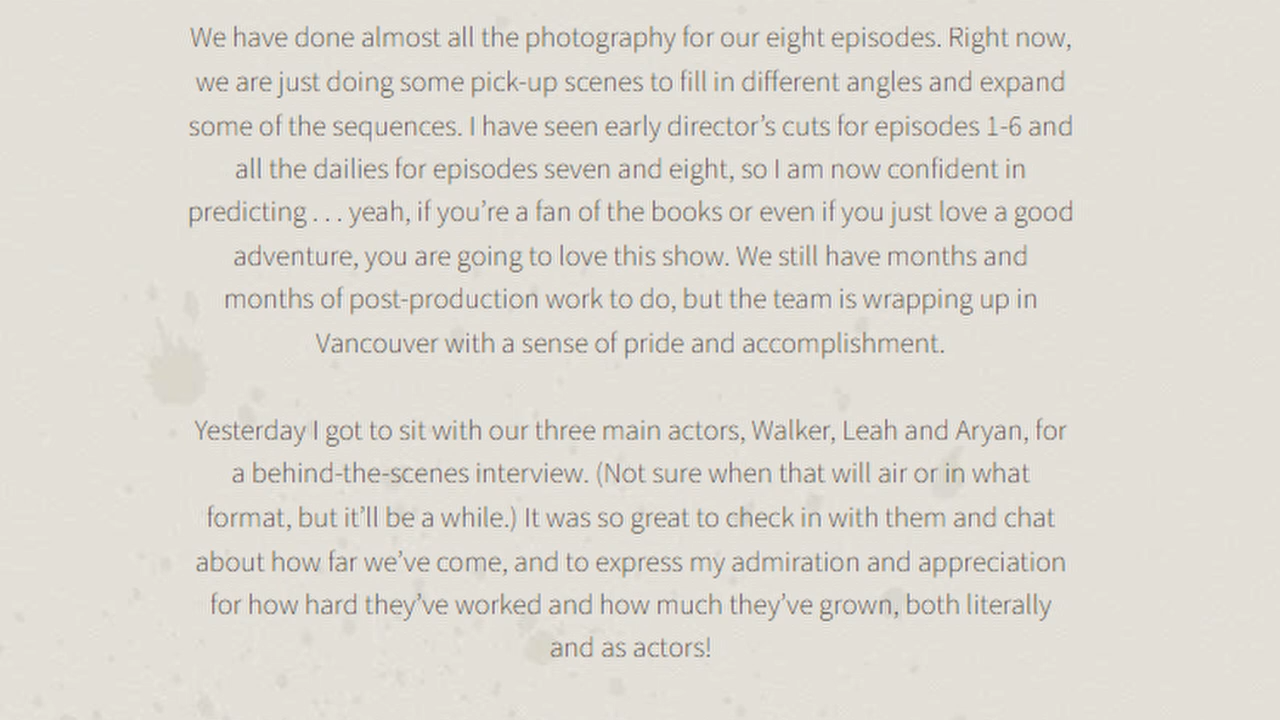 We have done almost all the photography for our eight episodes. Right now,
we are just doing some pick-up scenes to fill in different angles and expand
some of the sequences. I have seen early director’s cuts for episodes 1-6 and
all the dailies for episodes seven and eight, so I am now confident in
predicting . . . yeah, if you’re a fan of the books or even if you just love a good
adventure, you are going to love this show. We still have months and
months of post-production work to do, but the team is wrapping up in
Vancouver with a sense of pride and accomplishment.
Yesterday I got to sit with our three main actors, Walker, Leah and Aryan, for
a behind-the-scenes interview. (Not sure when that will air or in what
format, but it’ll be a while.) It was so great to check in with them and chat
about how far we’ve come, and to express my admiration and appreciation
for how hard they’ve worked and how much they’ve grown, both literally
and as actors!